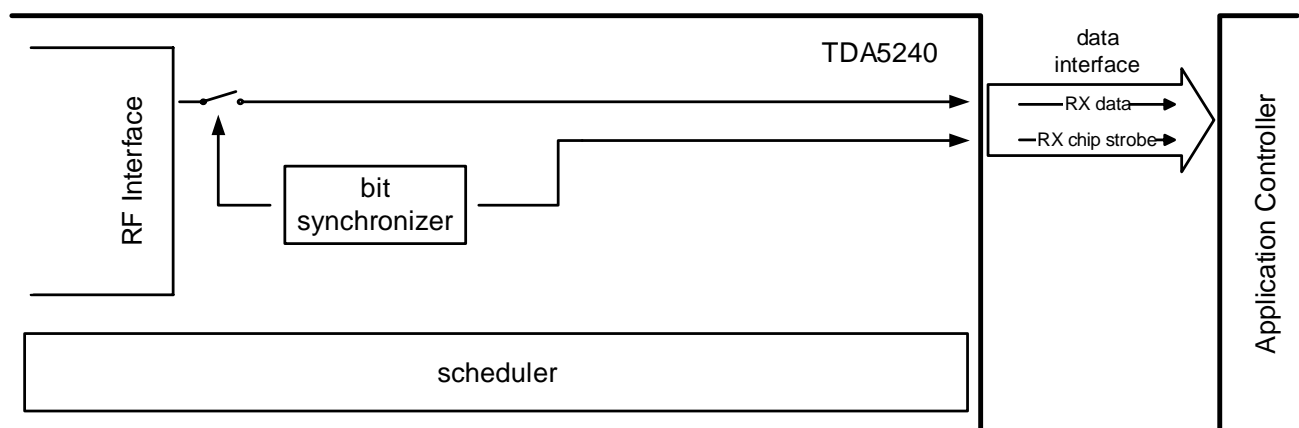 TDA5240
data
interface
RX data
RX chip strobe
RF Interface
bit
synchronizer
scheduler
Application Controller